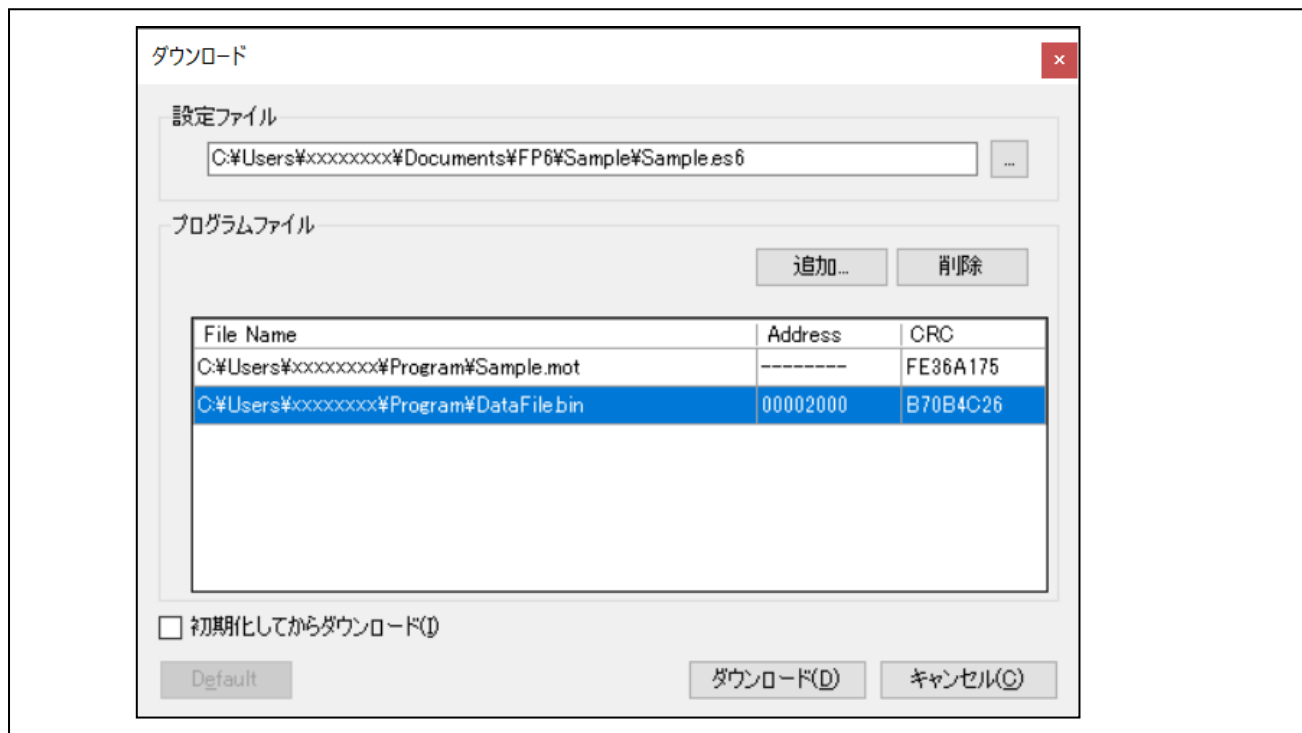 ダウンロード
×
設定ファイル
C:¥Users¥xxxxxxxx¥Documents¥FP6¥Sample¥Sample.es6
...
プログラムファイル
追加... 削除
File Name Address CRC
C:¥Users¥xxxxxxxx¥Program¥Sample.mot -------- FE36A175
C:¥Users¥xxxxxxxx¥Program¥DataFile.bin 00002000 B70B4C26
初期化してからダウンロード(I)
Default ダウンロード(D) キャンセル(C)